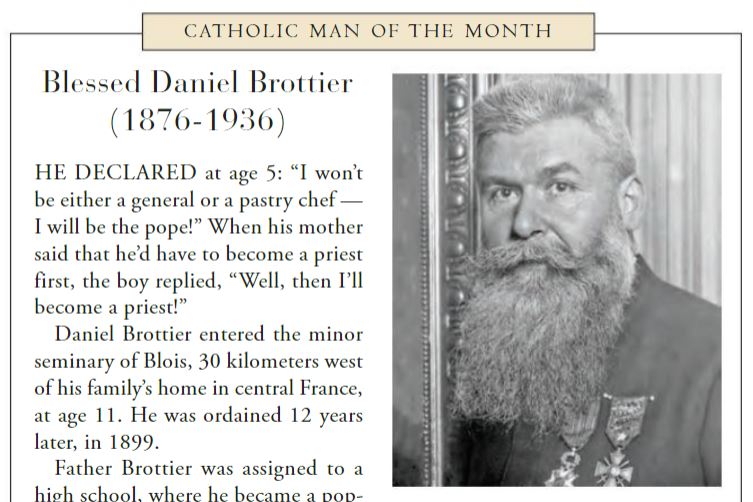 CATHOLIC MAN OF THE MONTH
Blessed Daniel Brottier
(1876-1936)
HE DECLARED at age 5: “I won’t
be either a general or a pastry chef —
I will be the pope!” When his mother
said that he’d have to become a priest
first, the boy replied, “Well, then I’ll
become a priest!”
Daniel Brottier entered the minor
seminary of Blois, 30 kilometers west
of his family’s home in central France,
at age 11. He was ordained 12 years
later, in 1899.
Father Brottier was assigned to a
high school, where he became a pop-